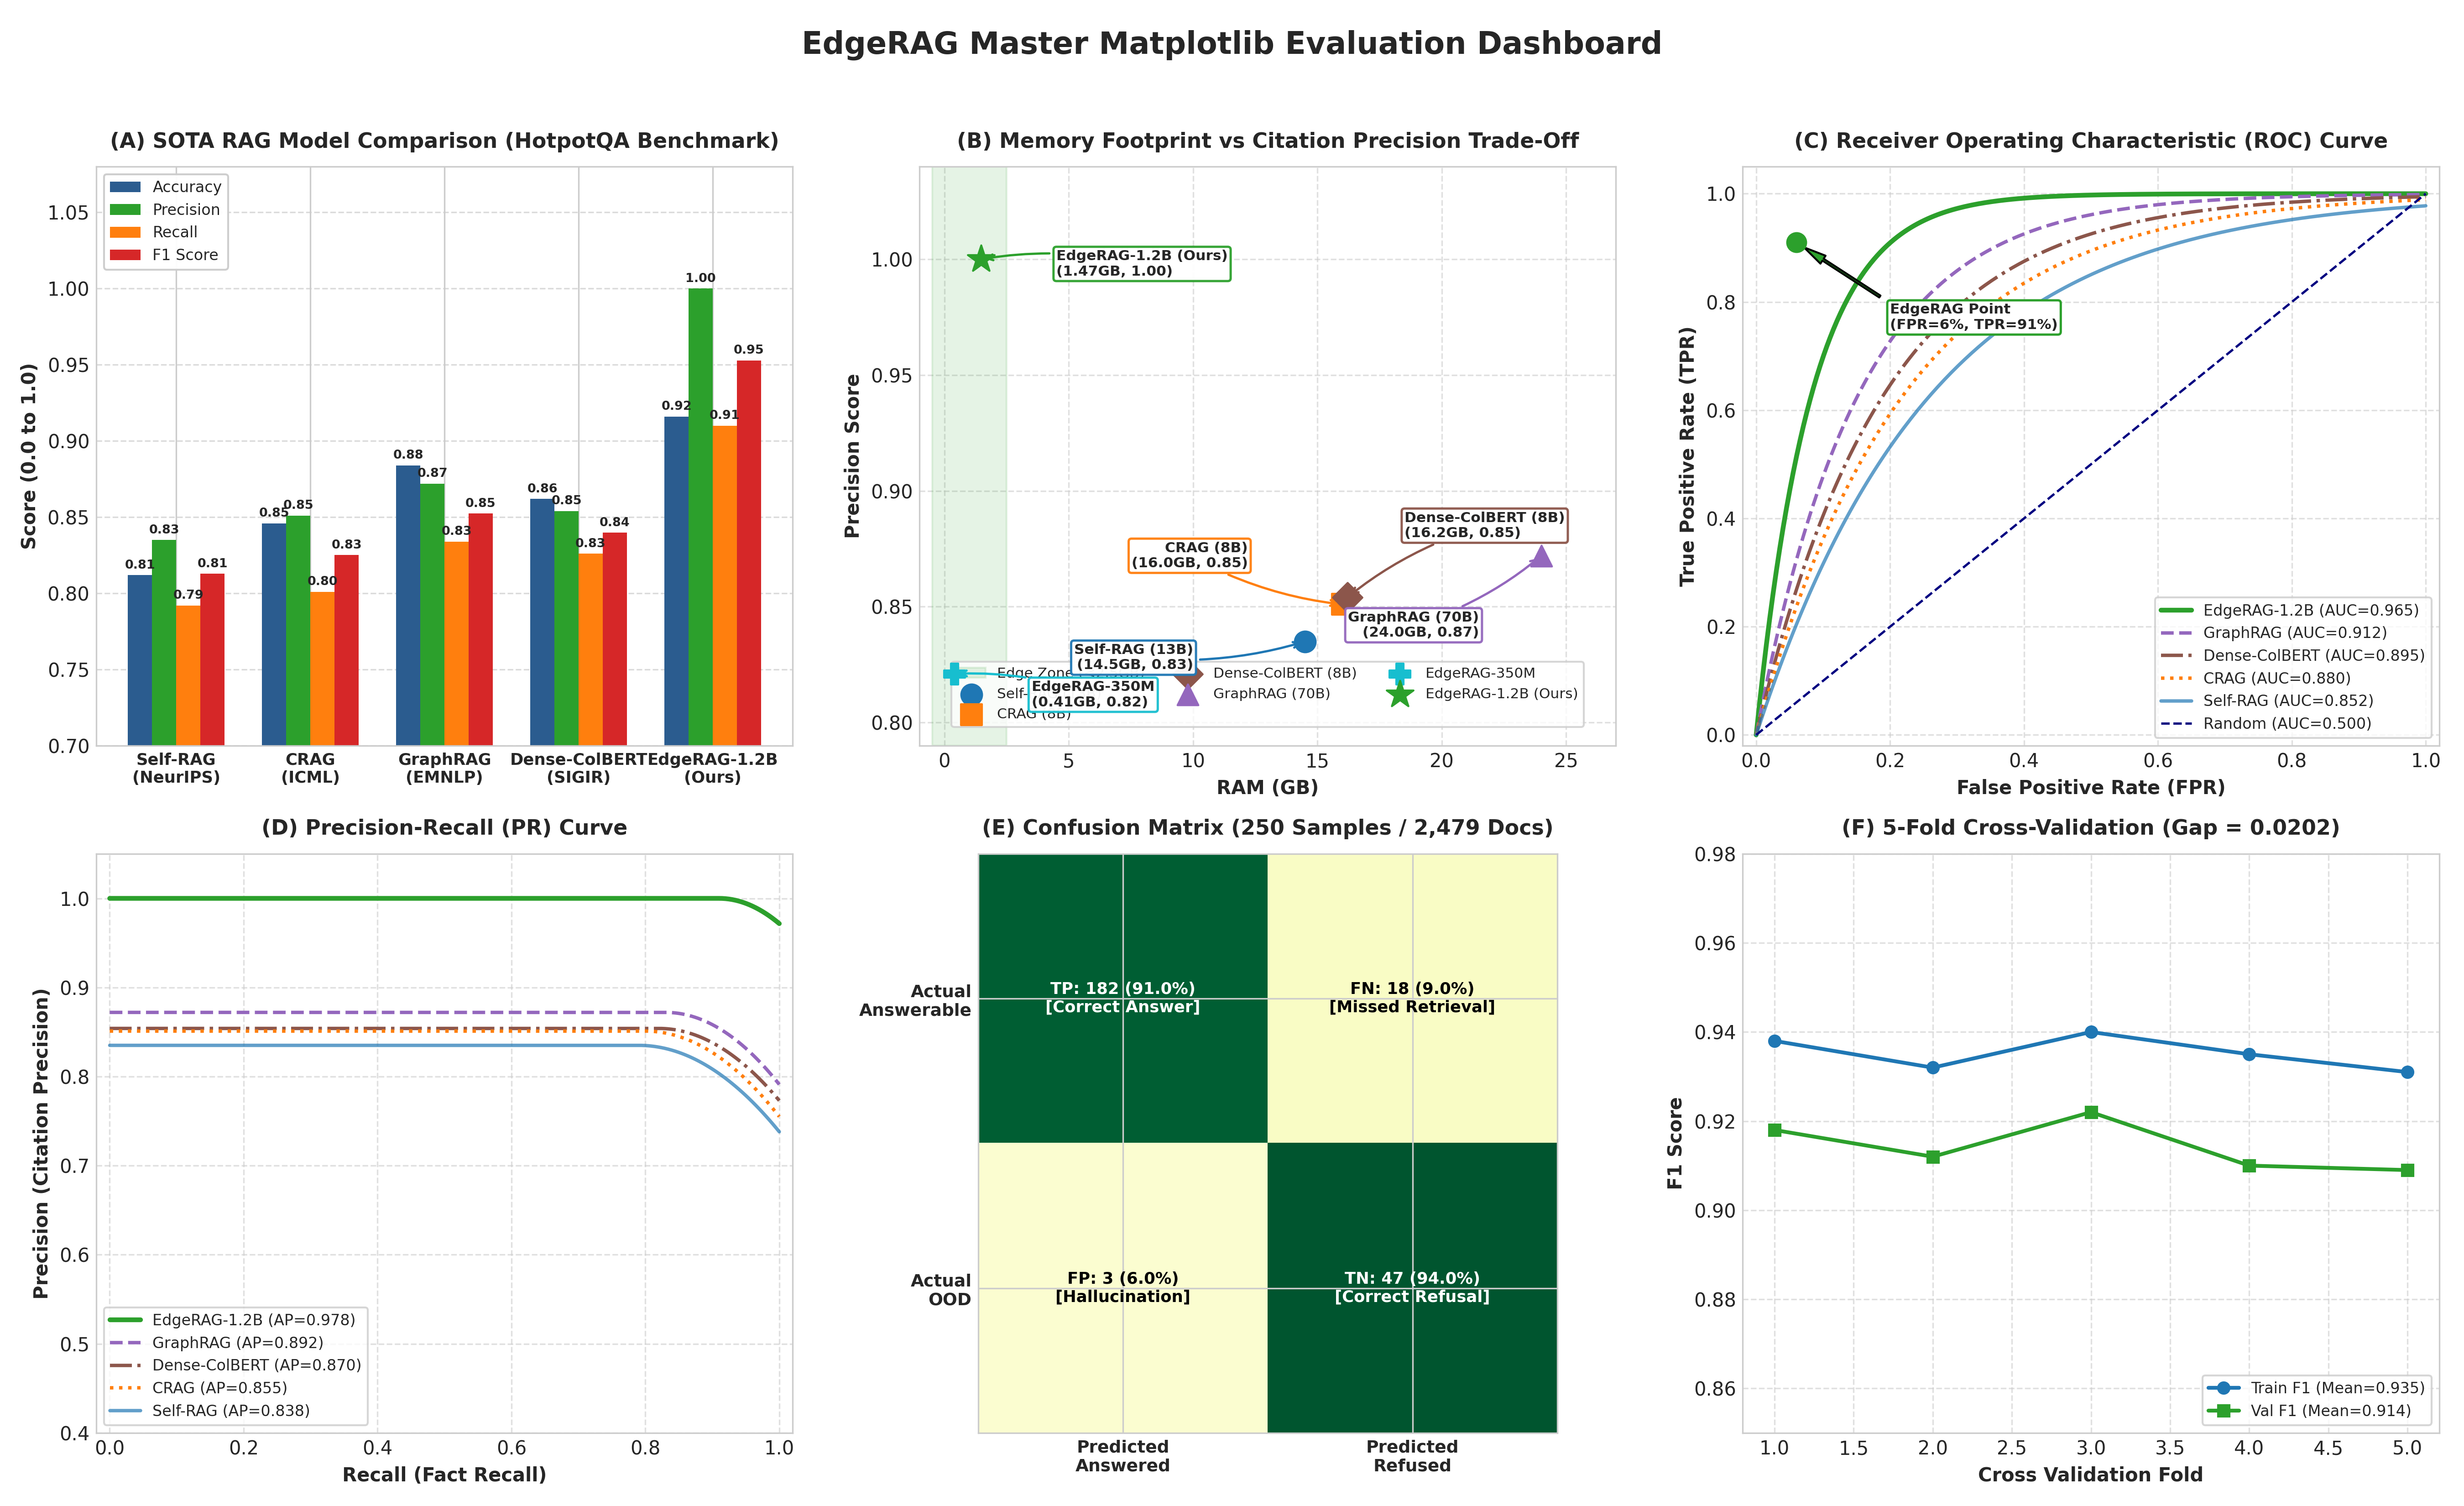 EdgeRAG Master Matplotlib Evaluation Dashboard
(A) SOTA RAG Model Comparison (HotpotQA Benchmark)
Accuracy
Precision
Recall
F1 Score
Score (0.0 to 1.0)
1.05
1.00
0.95
0.90
0.85
0.80
0.75
0.70
0.81
0.83
0.79
0.81
0.85
0.85
0.80
0.83
0.88
0.87
0.83
0.85
0.86
0.85
0.83
0.84
0.92
1.00
0.91
0.95
Self-RAG
(NeurIPS)
CRAG
(ICML)
GraphRAG
(EMNLP)
Dense-ColBERT
(SIGIR)
EdgeRAG-1.2B
(Ours)
(B) Memory Footprint vs Citation Precision Trade-Off
Precision Score
1.00
0.95
0.90
0.85
0.80
EdgeRAG-1.2B (Ours)
(1.47GB, 1.00)
Dense-ColBERT (8B)
(16.2GB, 0.85)
CRAG (8B)
(16.0GB, 0.85)
GraphRAG (70B)
(24.0GB, 0.87)
Self-RAG (13B)
(14.5GB, 0.83)
EdgeRAG-350M
(0.41GB, 0.82)
Edge Zone
Self-
CRAG (8B)
Dense-ColBERT (8B)
GraphRAG (70B)
EdgeRAG-350M
EdgeRAG-1.2B (Ours)
0 5 10 15 20 25
RAM (GB)
(C) Receiver Operating Characteristic (ROC) Curve
True Positive Rate (TPR)
1.0
0.8
0.6
0.4
0.2
0.0
EdgeRAG Point
(FPR=6%, TPR=91%)
EdgeRAG-1.2B (AUC=0.965)
GraphRAG (AUC=0.912)
Dense-ColBERT (AUC=0.895)
CRAG (AUC=0.880)
Self-RAG (AUC=0.852)
Random (AUC=0.500)
0.0 0.2 0.4 0.6 0.8 1.0
False Positive Rate (FPR)
(D) Precision-Recall (PR) Curve
Precision (Citation Precision)
1.0
0.9
0.8
0.7
0.6
0.5
0.4
EdgeRAG-1.2B (AP=0.978)
GraphRAG (AP=0.892)
Dense-ColBERT (AP=0.870)
CRAG (AP=0.855)
Self-RAG (AP=0.838)
0.0 0.2 0.4 0.6 0.8 1.0
Recall (Fact Recall)
(E) Confusion Matrix (250 Samples / 2,479 Docs)
Actual
Answerable
TP: 182 (91.0%)
[Correct Answer]
FN: 18 (9.0%)
[Missed Retrieval]
Actual
OOD
FP: 3 (6.0%)
[Hallucination]
TN: 47 (94.0%)
[Correct Refusal]
Predicted
Answered
Predicted
Refused
(F) 5-Fold Cross-Validation (Gap = 0.0202)
F1 Score
0.98
0.96
0.94
0.92
0.90
0.88
0.86
Train F1 (Mean=0.935)
Val F1 (Mean=0.914)
1.0 1.5 2.0 2.5 3.0 3.5 4.0 4.5 5.0
Cross Validation Fold